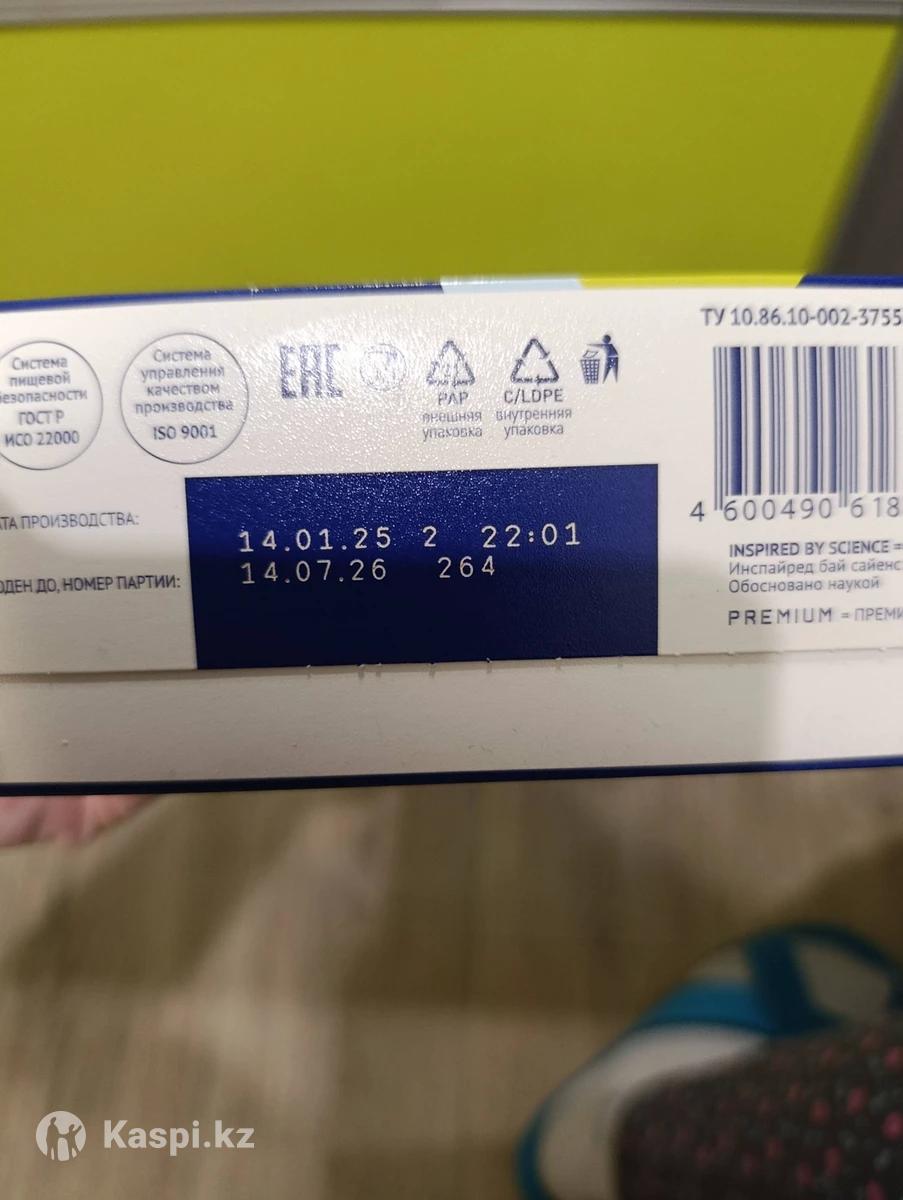 ТУ 10.86.10-002-3755
Система
пищевой
безопасности
ГОСТ Р
ИСО 22000
Система
управления
качеством
производства
ISO 9001
EAC
PAP
внешняя
упаковка
C/LDPE
внутренняя
упаковка
АТА ПРОИЗВОДСТВА:
ОДЕН ДО, НОМЕР ПАРТИИ:
14.01.25 2 22:01
14.07.26 264
4 600490 618
INSPIRED BY SCIENCE =
Инспайред бай сайенс
Обосновано наукой
PREMIUM = ПРЕМИ
Kaspi.kz